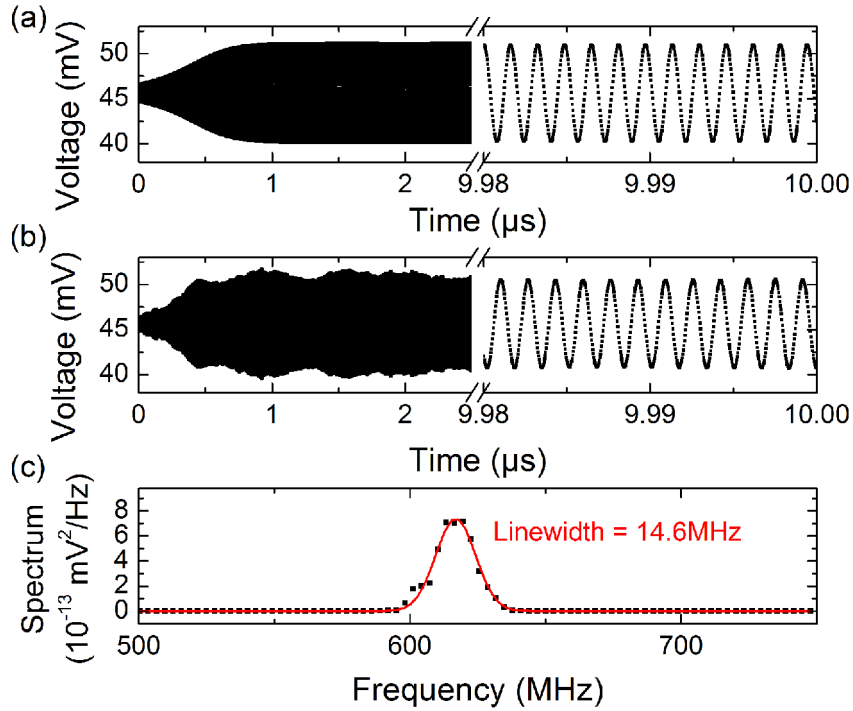 (a)
Voltage (mV)
50
45
40
0
1
2
9.98
9.99
10.00
Time (µs)
(b)
Voltage (mV)
50
45
40
0
1
2
9.98
9.99
10.00
Time (µs)
(c)
Spectrum
(10⁻¹³ mV²/Hz)
8
6
4
2
0
Linewidth = 14.6MHz
500
600
700
Frequency (MHz)